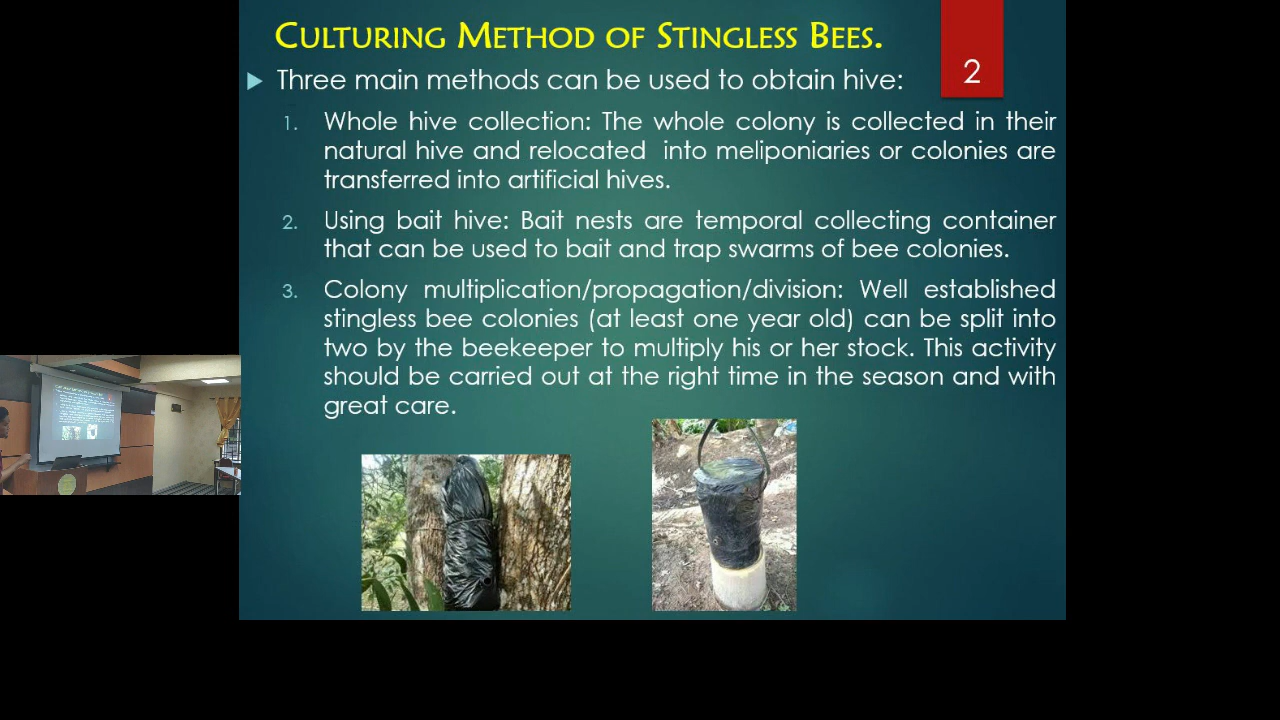 CULTURING METHOD OF STINGLESS BEES.
2
Three main methods can be used to obtain hive:
1. Whole hive collection: The whole colony is collected in their
natural hive and relocated into meliponiaries or colonies are
transferred into artificial hives.
2. Using bait hive: Bait nests are temporal collecting container
that can be used to bait and trap swarms of bee colonies.
3. Colony multiplication/propagation/division: Well established
stingless bee colonies (at least one year old) can be split into
two by the beekeeper to multiply his or her stock. This activity
should be carried out at the right time in the season and with
great care.